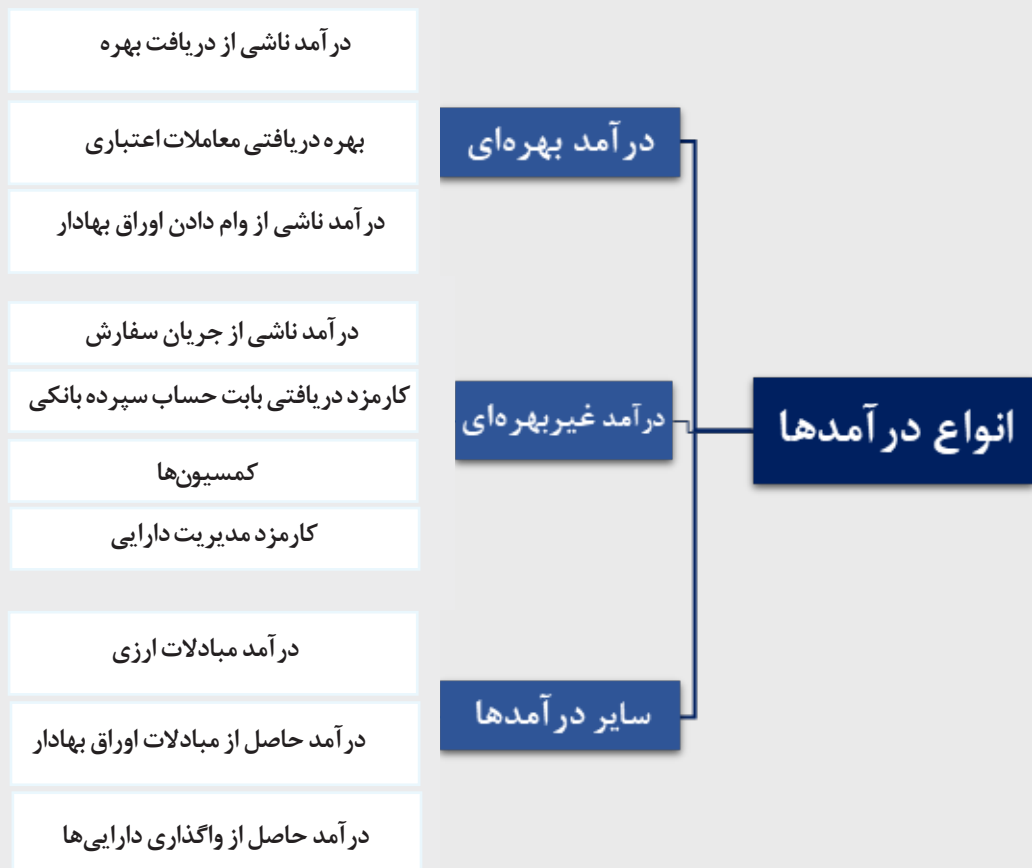 انواع درآمدها
درآمد بهره‌ای
درآمد ناشی از دریافت بهره
بهره دریافتی معاملات اعتباری
درآمد ناشی از وام دادن اوراق بهادار
درآمد غیربهره‌ای
درآمد ناشی از جریان سفارش
کارمزد دریافتی بابت حساب سپرده بانکی
کمسیون‌ها
کارمزد مدیریت دارایی
سایر درآمدها
درآمد مبادلات ارزی
درآمد حاصل از مبادلات اوراق بهادار
درآمد حاصل از واگذاری دارایی‌ها